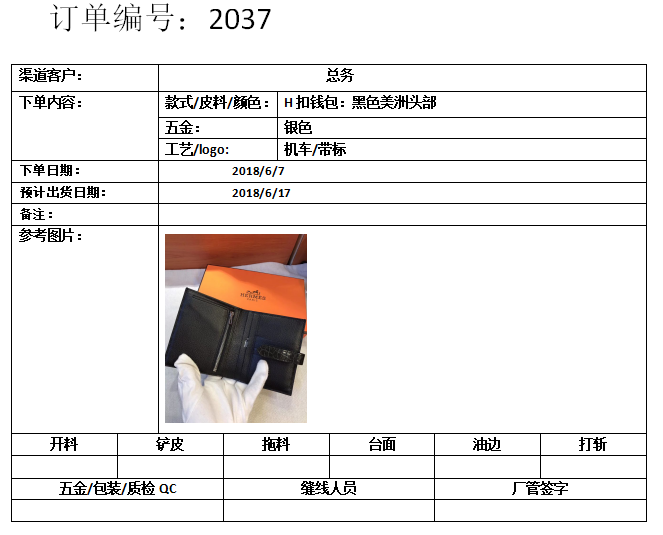 订单编号：2037
渠道客户： 总务
下单内容： 款式/皮料/颜色： H 扣钱包：黑色美洲头部
五金： 银色
工艺/logo: 机车/带标
下单日期： 2018/6/7
预计出货日期： 2018/6/17
备注：
参考图片：
HERMES
开料 铲皮 拖料 台面 油边 打斩
五金/包装/质检 QC 缝线人员 厂管签字